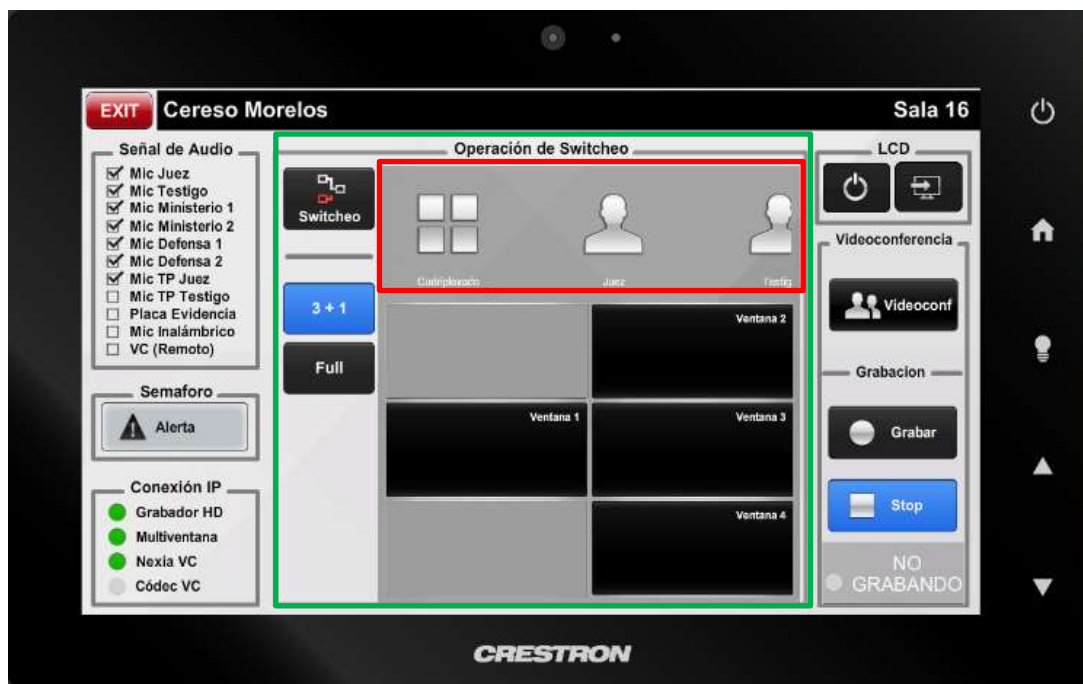 EXIT
Cereso Morelos
Sala 16
Señal de Audio
Mic Juez
Mic Testigo
Mic Ministerio 1
Mic Ministerio 2
Mic Defensa 1
Mic Defensa 2
Mic TP Juez
Mic TP Testigo
Placa Evidencia
Mic Inalámbrico
VC (Remoto)
Semaforo
Alerta
Conexión IP
Grabador HD
Multiventana
Nexia VC
Códec VC
Operación de Switcheo
Switcheo
3 + 1
Full
Cudriplexado
Juez
Testig
Ventana 2
Ventana 1
Ventana 3
Ventana 4
LCD
Videoconferencia
Videoconf
Grabacion
Grabar
Stop
NO
GRABANDO
CRESTRON